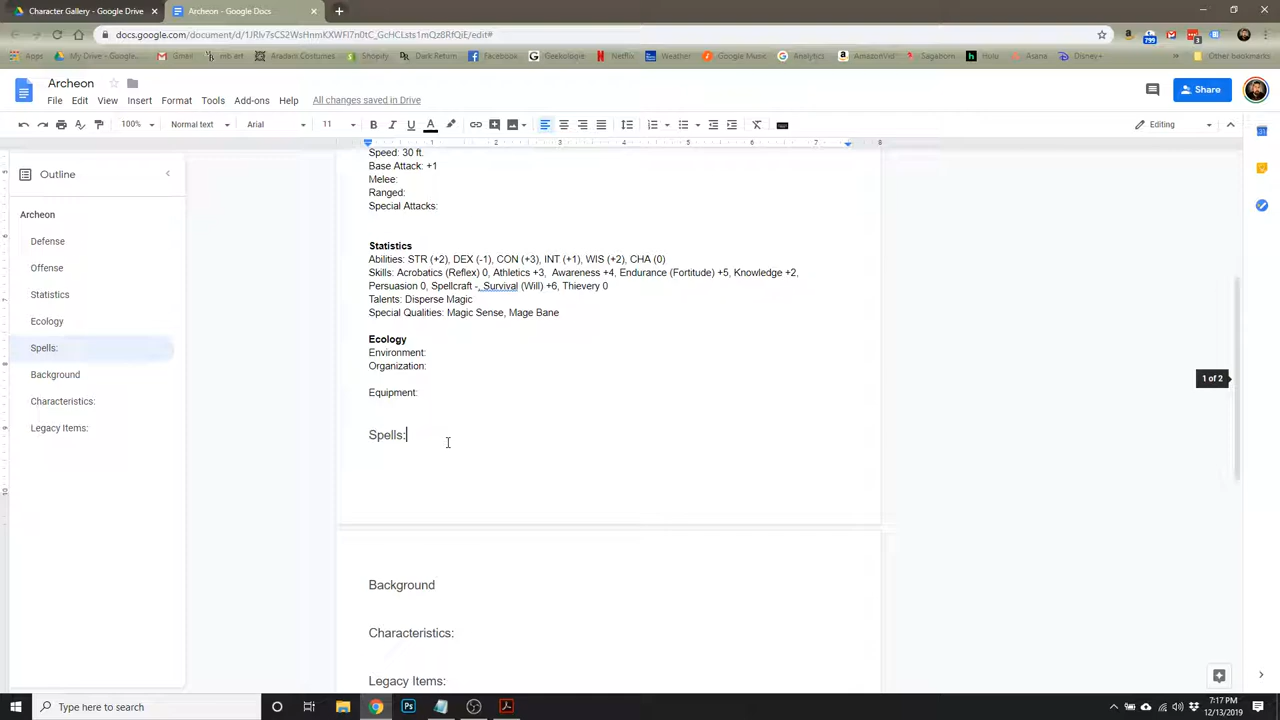 Character Gallery - Google Drive
Archeon - Google Docs
Apps
My Drive - Google
Gmail
mb art
Aradani Costumes
Shopify
Dark Return
Facebook
Geekologie
Netflix
Weather
Google Music
Analytics
AmazonVid
Sagaborn
Hulu
Asana
Disney+
Other bookmarks
Archeon
File Edit View Insert Format Tools Add-ons Help All changes saved in Drive
Share
100% Normal text Arial 11
Editing
Outline
Archeon
Defense
Offense
Statistics
Ecology
Spells:
Background
Characteristics:
Legacy Items:
Speed: 30 ft.
Base Attack: +1
Melee:
Ranged:
Special Attacks:
Statistics
Abilities: STR (+2), DEX (-1), CON (+3), INT (+1), WIS (+2), CHA (0)
Skills: Acrobatics (Reflex) 0, Athletics +3, Awareness +4, Endurance (Fortitude) +5, Knowledge +2,
Persuasion 0, Spellcraft -, Survival (Will) +6, Thievery 0
Talents: Disperse Magic
Special Qualities: Magic Sense, Mage Bane
Ecology
Environment:
Organization:
Equipment:
Spells:
1 of 2
Background
Characteristics:
Legacy Items:
Type here to search
7:17 PM
12/13/2019